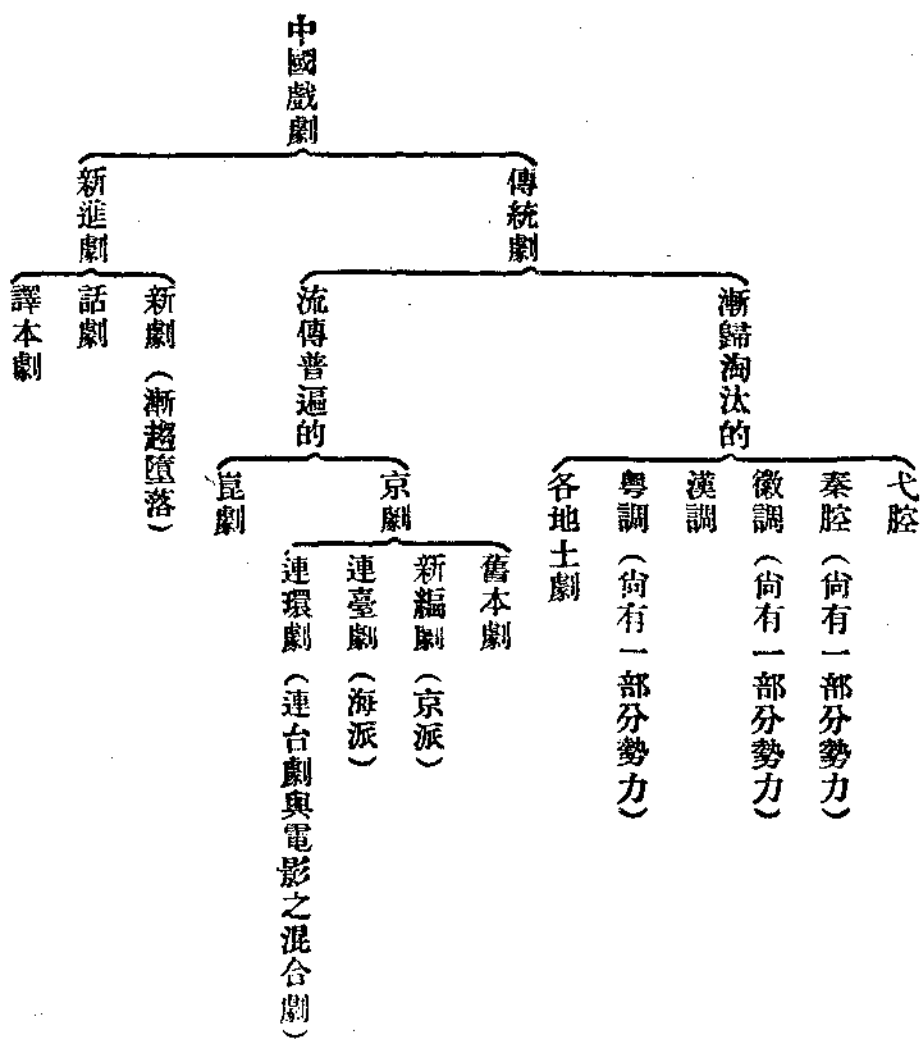 中國戲劇
傳統劇
漸歸淘汰的
弋腔
秦腔（尙有一部分勢力）
徽調（尙有一部分勢力）
漢調
粵調（尙有一部分勢力）
各地土劇
流傳普遍的
京劇
舊本劇
新編劇（京派）
連臺劇（海派）
連環劇（連台劇與電影之混合劇）
崑劇
新進劇
新劇（漸趨墮落）
話劇
譯本劇